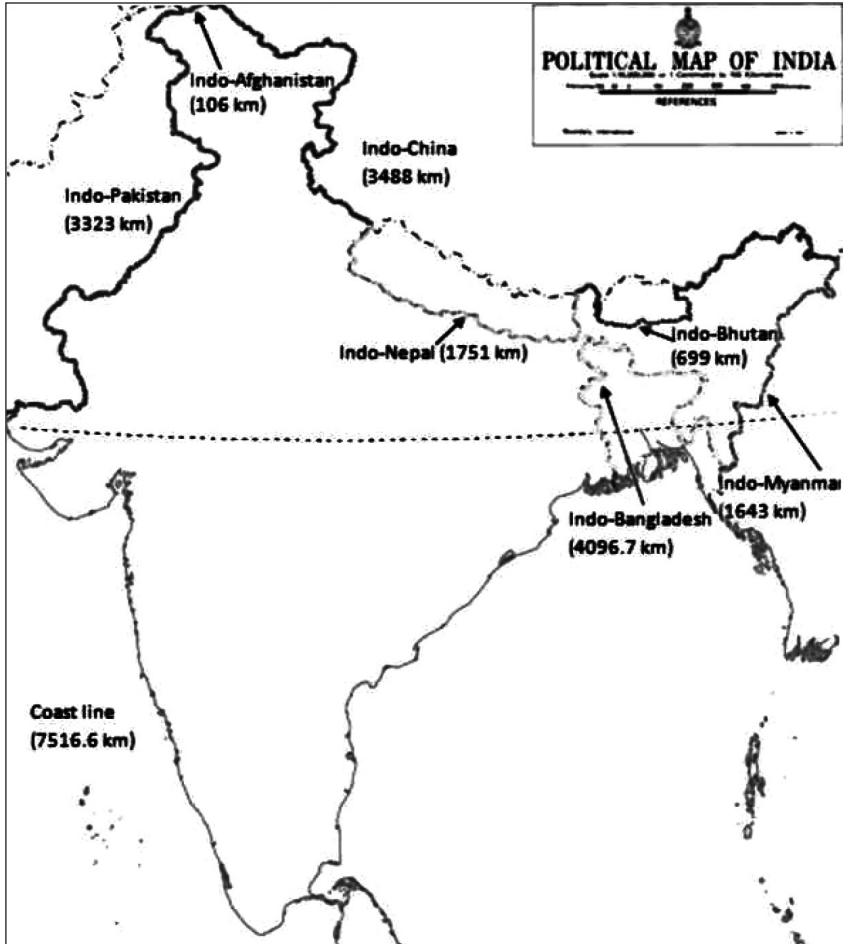 POLITICAL MAP OF INDIA
REFERENCES
Indo-Afghanistan
(106 km)
Indo-China
(3488 km)
Indo-Pakistan
(3323 km)
Indo-Nepal (1751 km)
Indo-Bhutan
(699 km)
Indo-Myanmar
(1643 km)
Indo-Bangladesh
(4096.7 km)
Coast line
(7516.6 km)